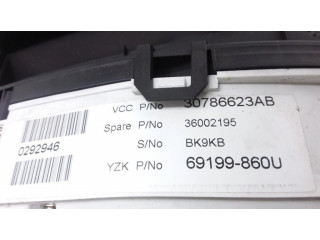 VCC P/No 30786623AB
Spare P/No 36002195
0292946
S/No BK9KB
YZK P/No 69199-860U